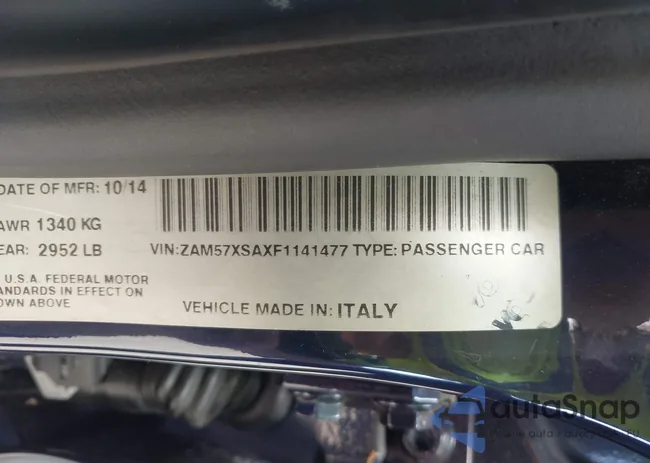 DATE OF MFR: 10/14
AWR 1340 KG
EAR: 2952 LB
VIN:ZAM57XSAXF1141477 TYPE: PASSENGER CAR
U.S.A. FEDERAL MOTOR
ANDARDS IN EFFECT ON
OWN ABOVE
VEHICLE MADE IN: ITALY
autoSnap